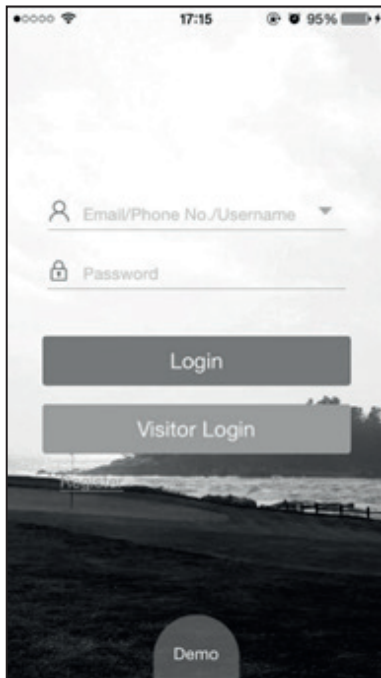 17:15 95%
Email/Phone No./Username
Password
Login
Visitor Login
Register
Demo